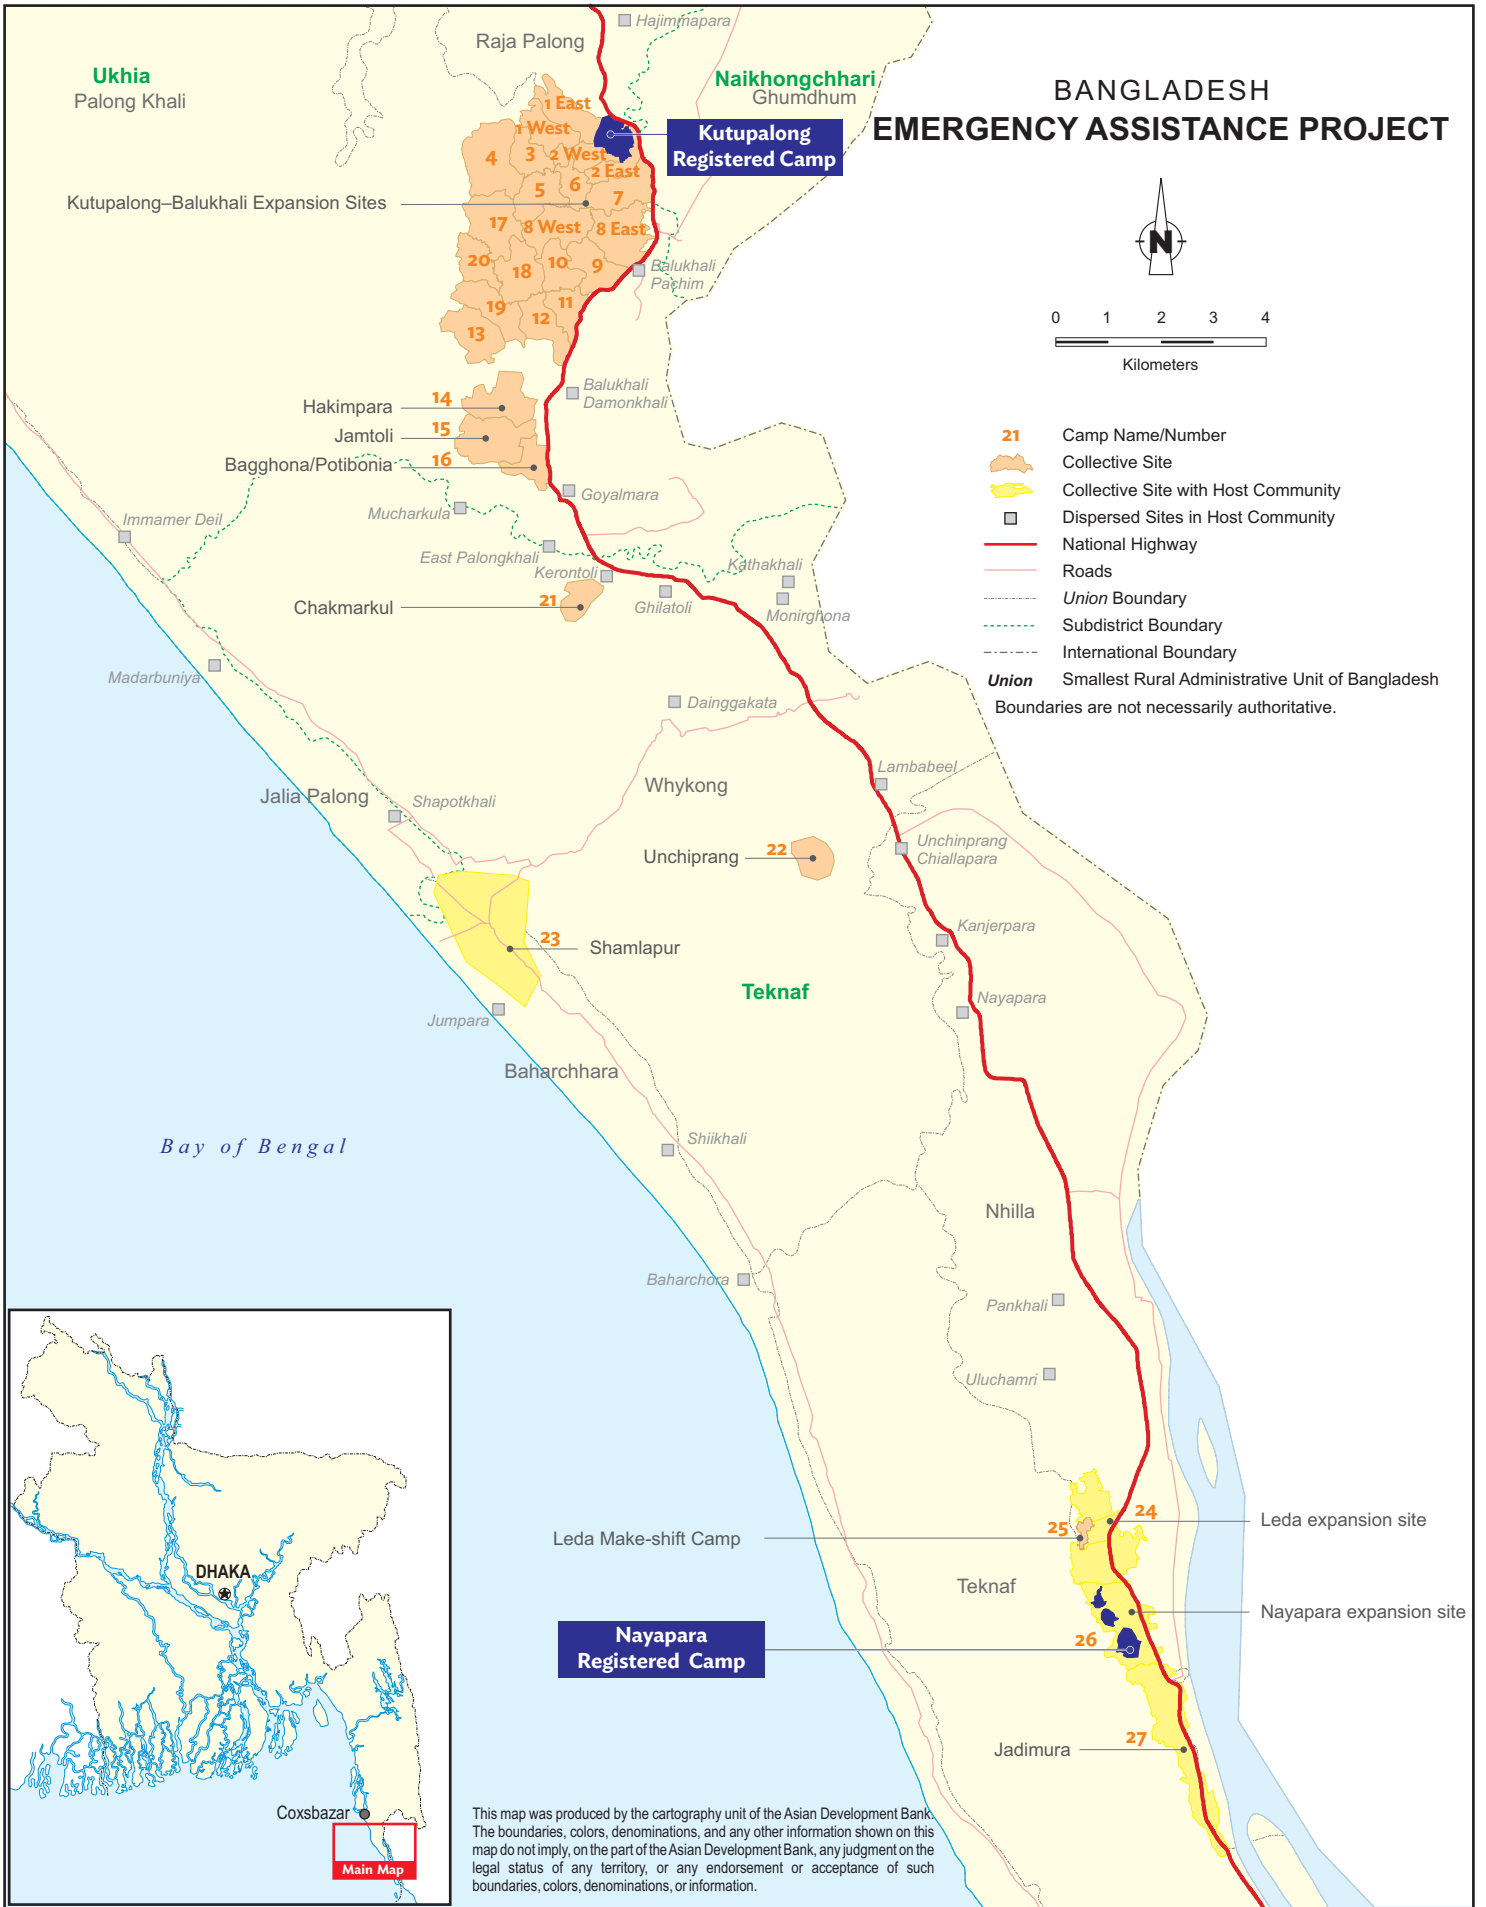 BANGLADESH
EMERGENCY ASSISTANCE PROJECT
N
0 1 2 3 4
Kilometers
21 Camp Name/Number
Collective Site
Collective Site with Host Community
Dispersed Sites in Host Community
National Highway
Roads
Union Boundary
Subdistrict Boundary
International Boundary
Union Smallest Rural Administrative Unit of Bangladesh
Boundaries are not necessarily authoritative.
Hajimmapara
Raja Palong
Ukhia
Palong Khali
Naikhongchhari
Ghumdhum
1 East
1 West
Kutupalong
Registered Camp
4
3
2 West
2 East
5
6
7
Kutupalong–Balukhali Expansion Sites
17
8 West
8 East
20
18
10
9
Balukhali
Pachim
19
11
12
13
Balukhali
Damonkhali
Hakimpara 14
Jamtoli 15
Bagghona/Potibonia 16
Goyalmara
Mucharkula
Immamer Deil
East Palongkhali
Kerontoli
Kathakhali
Chakmarkul 21
Ghilatoli
Monirghona
Madarbuniya
Dainggakata
Lambabeel
Whykong
Jalia Palong
Shapotkhali
Unchiprang 22
Unchinprang
Chiallapara
Kanjerpara
23
Shamlapur
Teknaf
Nayapara
Jumpara
Baharchhara
Bay of Bengal
Shiikhali
Nhilla
Baharchora
Pankhali
Uluchamri
24
Leda expansion site
25
Leda Make-shift Camp
Teknaf
Nayapara expansion site
Nayapara
Registered Camp
26
27
Jadimura
DHAKA
Coxsbazar
Main Map
This map was produced by the cartography unit of the Asian Development Bank.
The boundaries, colors, denominations, and any other information shown on this
map do not imply, on the part of the Asian Development Bank, any judgment on the
legal status of any territory, or any endorsement or acceptance of such
boundaries, colors, denominations, or information.